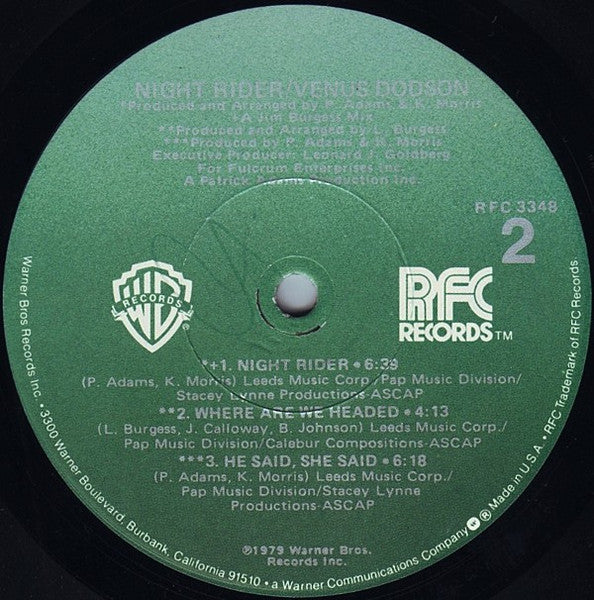 NIGHT RIDER/VENUS DODSON
*Produced and Arranged by P. Adams & K. Morris
+A Jim Burgess Mix
**Produced and Arranged by L. Burgess
***Produced by P. Adams & K. Morris
Executive Producer: Leonard J. Goldberg
For Fulcrum Enterprises Inc.
A Patrick Adams Production Inc.
RFC 3348
2
WB
RECORDS
RFC
RECORDS™
*+1. NIGHT RIDER • 6:39
(P. Adams, K. Morris) Leeds Music Corp./Pap Music Division/
Stacey Lynne Productions-ASCAP
**2. WHERE ARE WE HEADED • 4:13
(L. Burgess, J. Calloway, B. Johnson) Leeds Music Corp./
Pap Music Division/Calebur Compositions-ASCAP
***3. HE SAID, SHE SAID • 6:18
(P. Adams, K. Morris) Leeds Music Corp./
Pap Music Division/Stacey Lynne
Productions-ASCAP
℗1979 Warner Bros.
Records Inc.
Warner Bros Records Inc. • 3300 Warner Boulevard, Burbank, California 91510 • a Warner Communications Company ® Made in U.S.A. • RFC Trademark of RFC Records